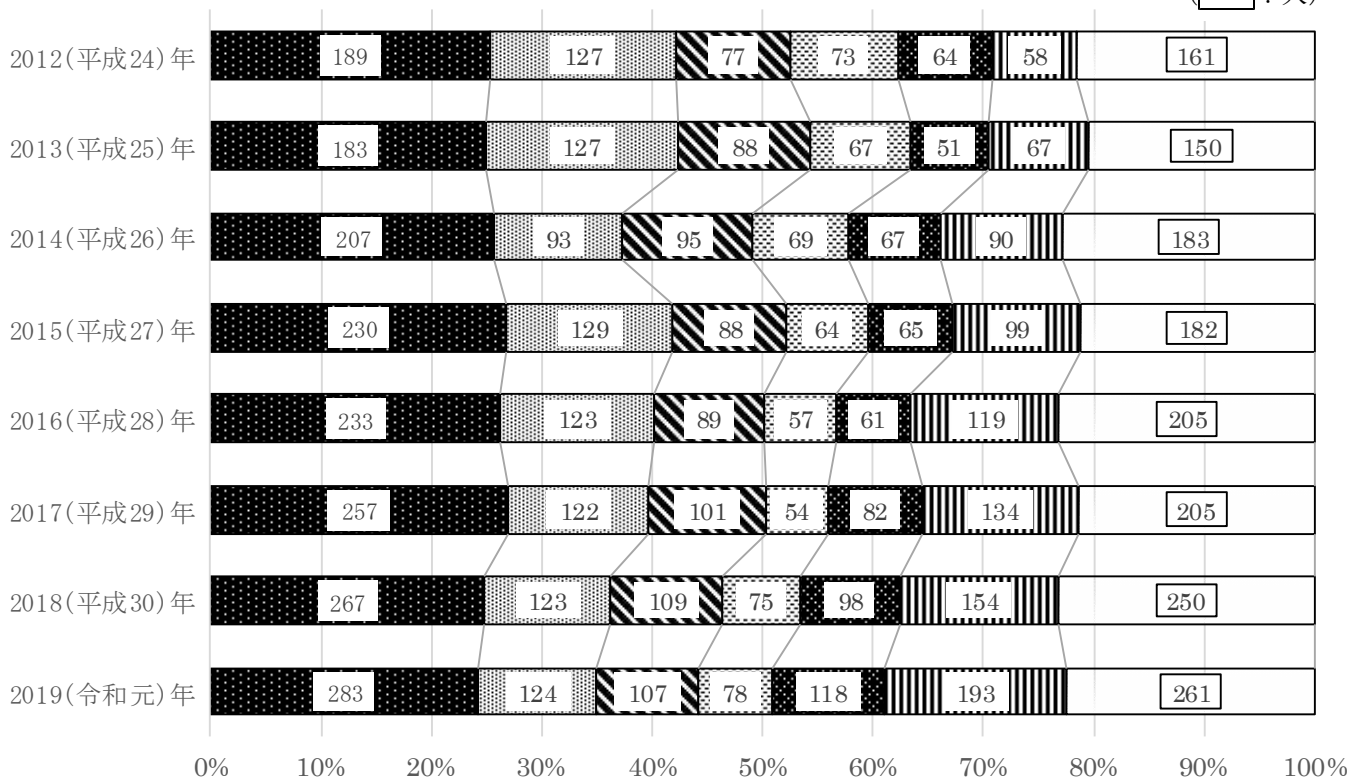 2012(平成24)年 189 127 77 73 64 58 161
2013(平成25)年 183 127 88 67 51 67 150
2014(平成26)年 207 93 95 69 67 90 183
2015(平成27)年 230 129 88 64 65 99 182
2016(平成28)年 233 123 89 57 61 119 205
2017(平成29)年 257 122 101 54 82 134 205
2018(平成30)年 267 123 109 75 98 154 250
2019(令和元)年 283 124 107 78 118 193 261
0% 10% 20% 30% 40% 50% 60% 70% 80% 90% 100%